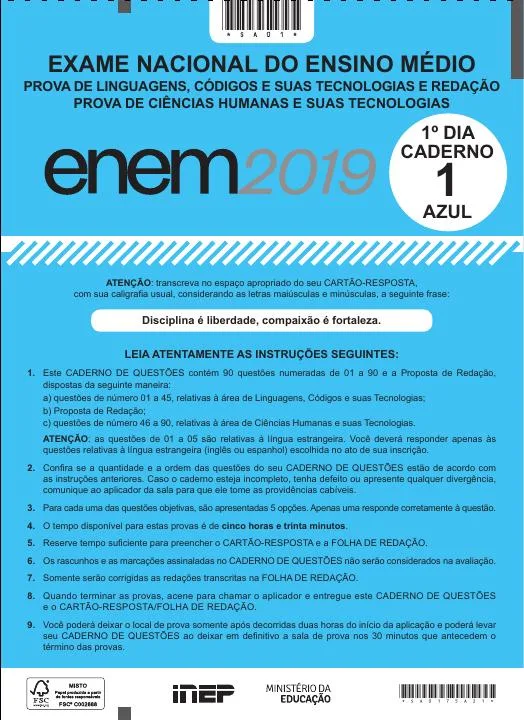 *SA01*
EXAME NACIONAL DO ENSINO MÉDIO
PROVA DE LINGUAGENS, CÓDIGOS E SUAS TECNOLOGIAS E REDAÇÃO
PROVA DE CIÊNCIAS HUMANAS E SUAS TECNOLOGIAS
enem2019
1º DIA
CADERNO
1
AZUL
ATENÇÃO: transcreva no espaço apropriado do seu CARTÃO-RESPOSTA,
com sua caligrafia usual, considerando as letras maiúsculas e minúsculas, a seguinte frase:
Disciplina é liberdade, compaixão é fortaleza.
LEIA ATENTAMENTE AS INSTRUÇÕES SEGUINTES:
1. Este CADERNO DE QUESTÕES contém 90 questões numeradas de 01 a 90 e a Proposta de Redação,
dispostas da seguinte maneira:
a) questões de número 01 a 45, relativas à área de Linguagens, Códigos e suas Tecnologias;
b) Proposta de Redação;
c) questões de número 46 a 90, relativas à área de Ciências Humanas e suas Tecnologias.
ATENÇÃO: as questões de 01 a 05 são relativas à língua estrangeira. Você deverá responder apenas às
questões relativas à língua estrangeira (inglês ou espanhol) escolhida no ato de sua inscrição.
2. Confira se a quantidade e a ordem das questões do seu CADERNO DE QUESTÕES estão de acordo com
as instruções anteriores. Caso o caderno esteja incompleto, tenha defeito ou apresente qualquer divergência,
comunique ao aplicador da sala para que ele tome as providências cabíveis.
3. Para cada uma das questões objetivas, são apresentadas 5 opções. Apenas uma responde corretamente à questão.
4. O tempo disponível para estas provas é de cinco horas e trinta minutos.
5. Reserve tempo suficiente para preencher o CARTÃO-RESPOSTA e a FOLHA DE REDAÇÃO.
6. Os rascunhos e as marcações assinaladas no CADERNO DE QUESTÕES não serão considerados na avaliação.
7. Somente serão corrigidas as redações transcritas na FOLHA DE REDAÇÃO.
8. Quando terminar as provas, acene para chamar o aplicador e entregue este CADERNO DE QUESTÕES
e o CARTÃO-RESPOSTA/FOLHA DE REDAÇÃO.
9. Você poderá deixar o local de prova somente após decorridas duas horas do início da aplicação e poderá levar
seu CADERNO DE QUESTÕES ao deixar em definitivo a sala de prova nos 30 minutos que antecedem o
término das provas.
FSC
MISTO
Papel produzido a partir
de fontes responsáveis
FSC® C002868
INEP
MINISTÉRIO DA
EDUCAÇÃO